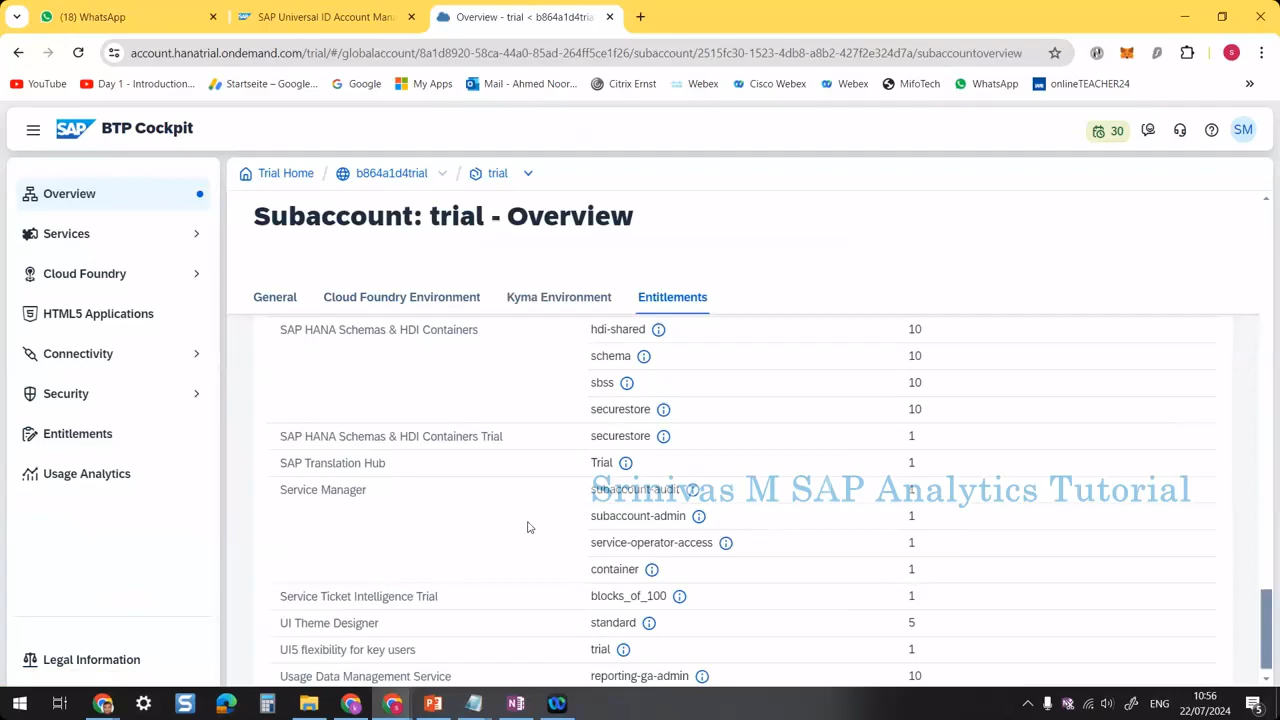 (18) WhatsApp
SAP Universal ID Account Man
Overview - trial < b864a1d4tria
account.hanatrial.ondemand.com/trial/#/globalaccount/8a1d8920-58ca-44a0-85ad-264ff5ce1f26/subaccount/2515fc30-1523-4db8-a8b2-427f2e324d7a/subaccountoverview
S
YouTube
Day 1 - Introduction...
Startseite – Google...
Google
My Apps
Mail - Ahmed Noor...
Citrix Ernst
Webex
Cisco Webex
Webex
MifoTech
WhatsApp
onlineTEACHER24
SAP BTP Cockpit
30
SM
Overview
Services
Cloud Foundry
HTML5 Applications
Connectivity
Security
Entitlements
Usage Analytics
Legal Information
Trial Home / b864a1d4trial / trial
Subaccount: trial - Overview
General Cloud Foundry Environment Kyma Environment Entitlements
SAP HANA Schemas & HDI Containers hdi-shared 10
schema 10
sbss 10
securestore 10
SAP HANA Schemas & HDI Containers Trial securestore 1
SAP Translation Hub Trial 1
Service Manager subaccount-audit 1
Srinivas M SAP Analytics Tutorial
subaccount-admin 1
service-operator-access 1
container 1
Service Ticket Intelligence Trial blocks_of_100 1
UI Theme Designer standard 5
UI5 flexibility for key users trial 1
Usage Data Management Service reporting-ga-admin 10
ENG
10:56
22/07/2024
5